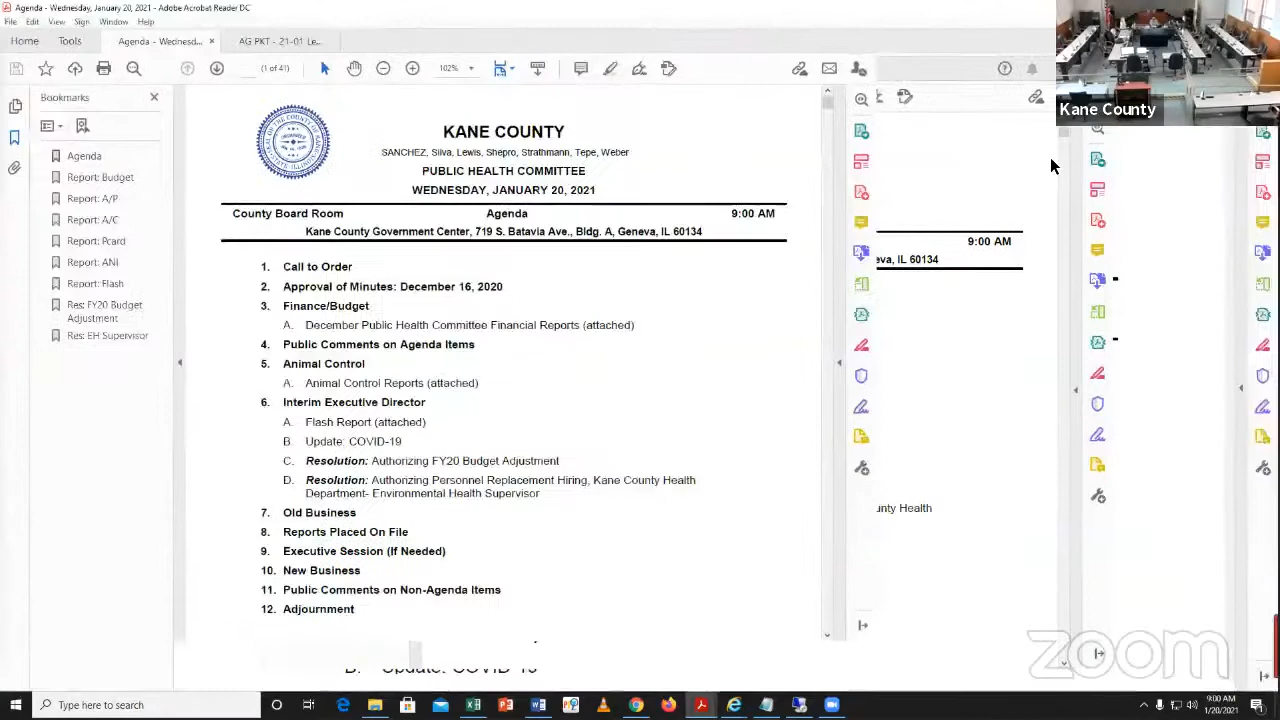 Agenda - Wednesday, January 20, 2021 - Adobe Acrobat Reader DC
File Edit View Sign Window Help
Home Tools Agenda - Wednesd... × AG PKT - 21-01 Le...
(1 of 41) 102%
Bookmarks
Agenda
Report: Budget
Report: A/P
Report: A/C
Report: Pcard
Report: ANI
Report: Flash
Res: FY20 Budget
Adjustment
Res: EH Supervisor
KANE COUNTY
SANCHEZ, Silva, Lewis, Shepro, Strathmann, Tepe, Weber
PUBLIC HEALTH COMMITTEE
WEDNESDAY, JANUARY 20, 2021
County Board Room Agenda 9:00 AM
Kane County Government Center, 719 S. Batavia Ave., Bldg. A, Geneva, IL 60134
1. Call to Order
2. Approval of Minutes: December 16, 2020
3. Finance/Budget
A. December Public Health Committee Financial Reports (attached)
4. Public Comments on Agenda Items
5. Animal Control
A. Animal Control Reports (attached)
6. Interim Executive Director
A. Flash Report (attached)
B. Update: COVID-19
C. Resolution: Authorizing FY20 Budget Adjustment
D. Resolution: Authorizing Personnel Replacement Hiring, Kane County Health
Department- Environmental Health Supervisor
7. Old Business
8. Reports Placed On File
9. Executive Session (If Needed)
10. New Business
11. Public Comments on Non-Agenda Items
12. Adjournment
9:00 AM
eva, IL 60134
unty Health
B. Update: COVID-19
Kane County
zoom
Type here to search
9:00 AM
1/20/2021